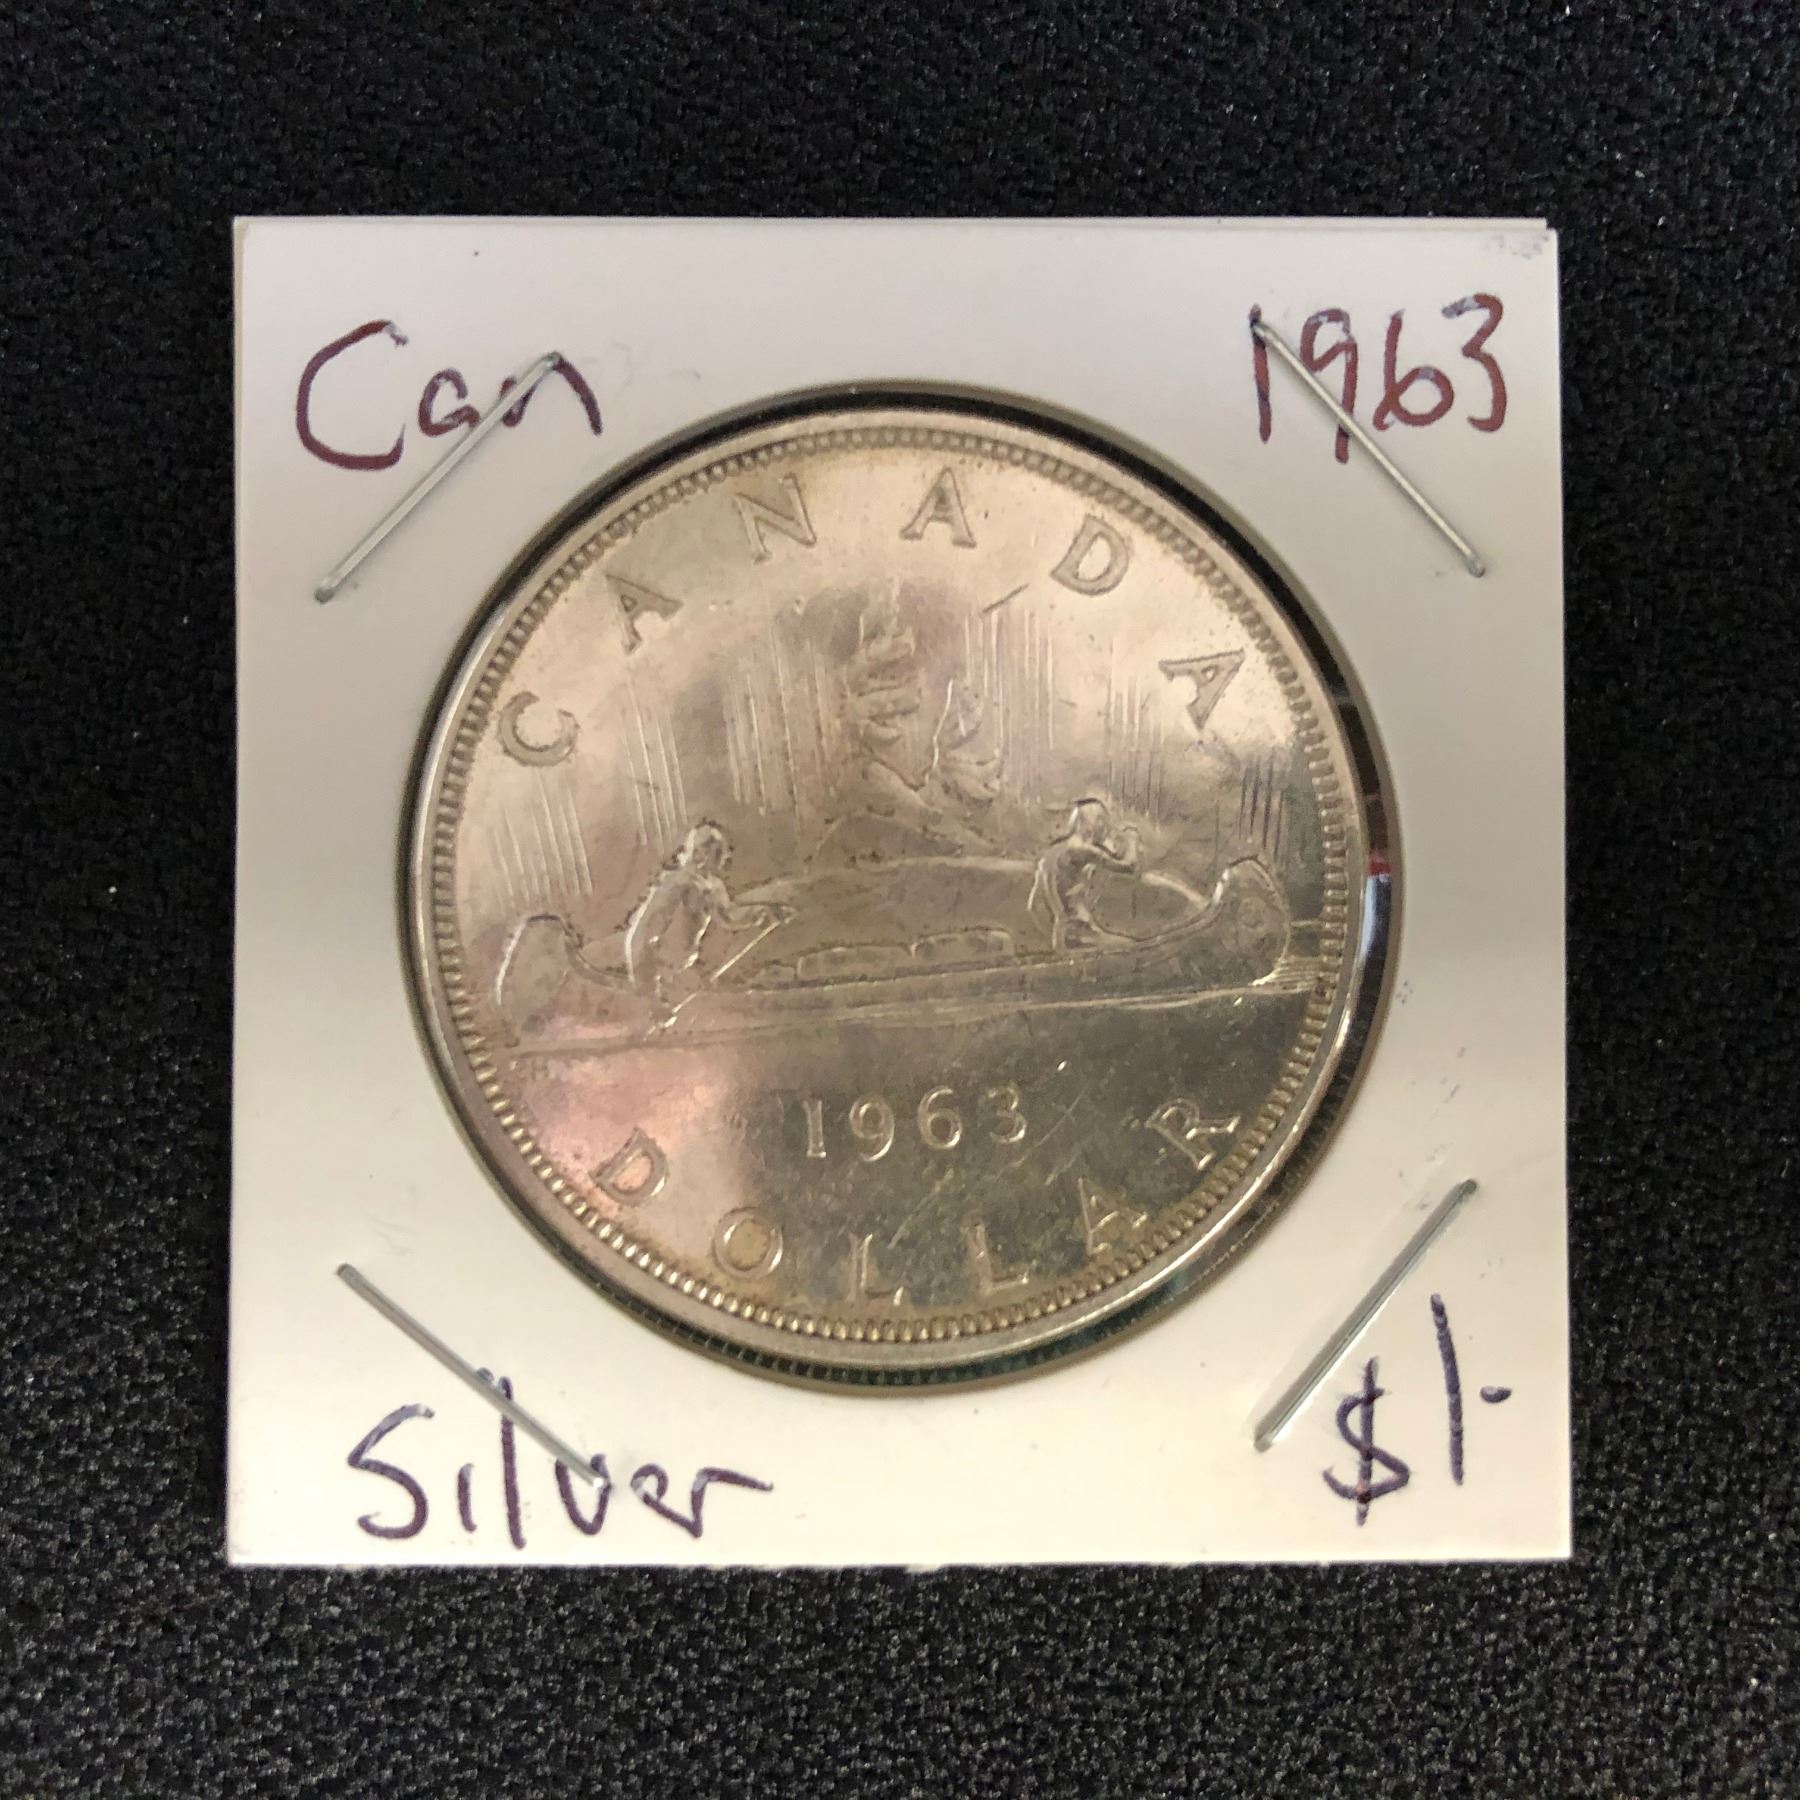 Can 1963
CANADA
1963
DOLLAR
Silver $1.